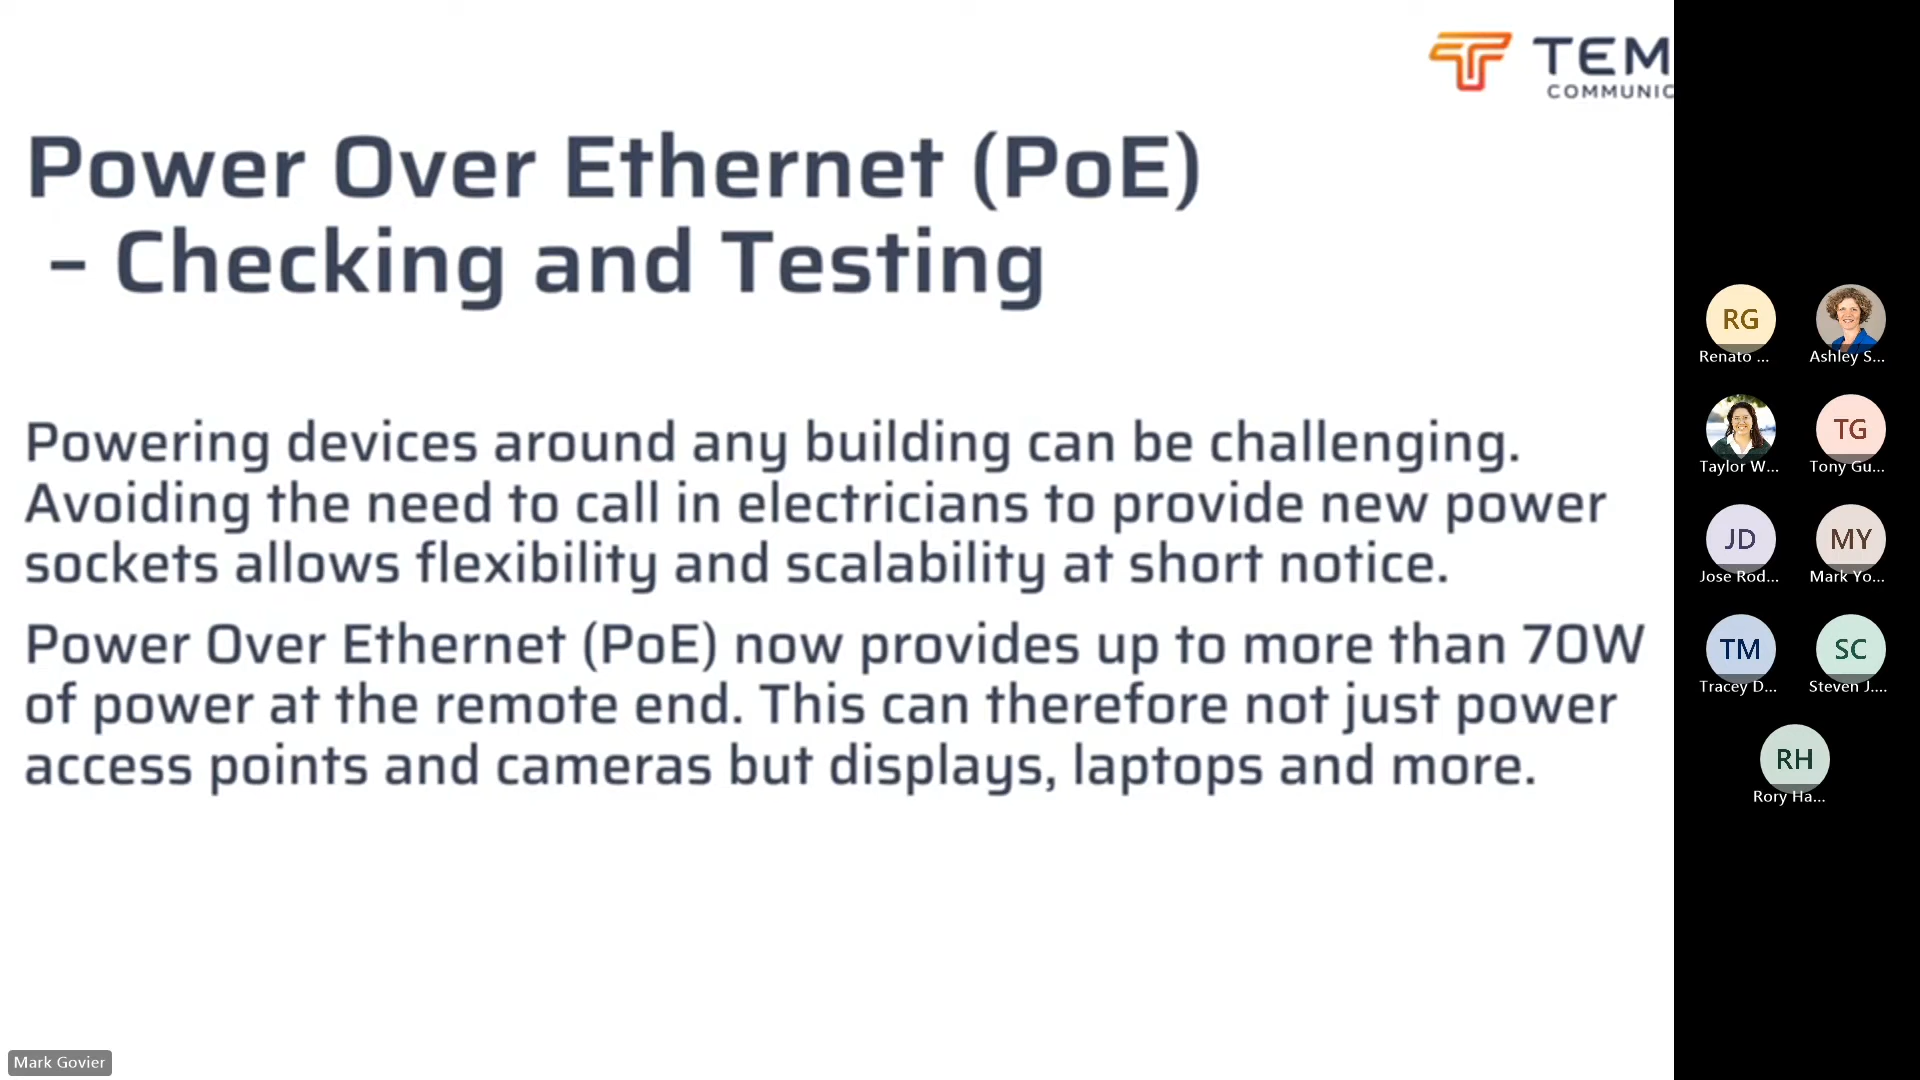 TEM
COMMUNIC
Power Over Ethernet (PoE)
– Checking and Testing
Powering devices around any building can be challenging.
Avoiding the need to call in electricians to provide new power
sockets allows flexibility and scalability at short notice.
Power Over Ethernet (PoE) now provides up to more than 70W
of power at the remote end. This can therefore not just power
access points and cameras but displays, laptops and more.
RG
Renato ...
Ashley S...
Taylor W...
TG
Tony Gu...
JD
Jose Rod...
MY
Mark Yo...
TM
Tracey D...
SC
Steven J....
RH
Rory Ha...
Mark Govier